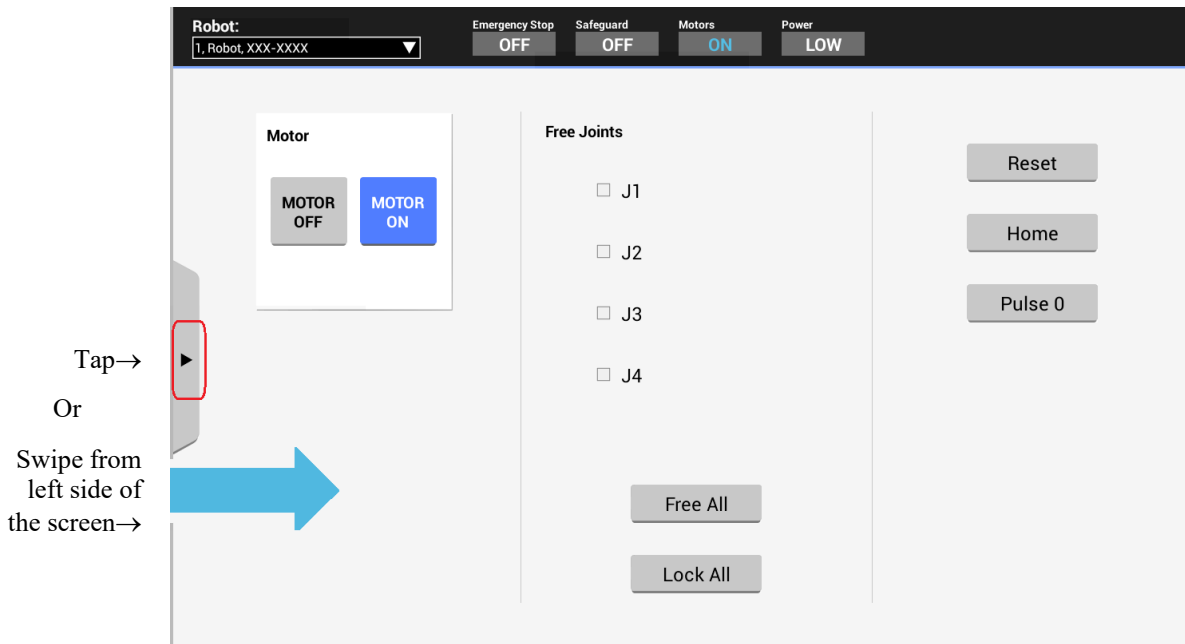 Robot:
1, Robot, XXX-XXXX
Emergency Stop
OFF
Safeguard
OFF
Motors
ON
Power
LOW
Motor
MOTOR
OFF
MOTOR
ON
Free Joints
J1
J2
J3
J4
Free All
Lock All
Reset
Home
Pulse 0
Tap→
Or
Swipe from
left side of
the screen→